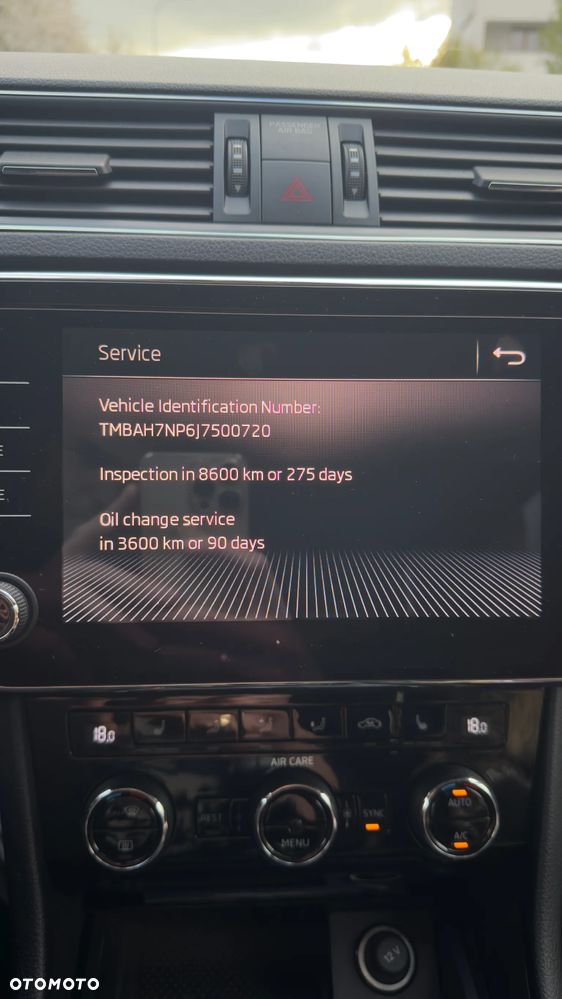 PASSENGER
AIR BAG
Service
Vehicle Identification Number:
TMBAH7NP6J7500720
Inspection in 8600 km or 275 days
Oil change service
in 3600 km or 90 days
E
E
18.0
18.0
AIR CARE
REST
MENU
SYNC
AUTO
A/C
12V
OTOMOTO